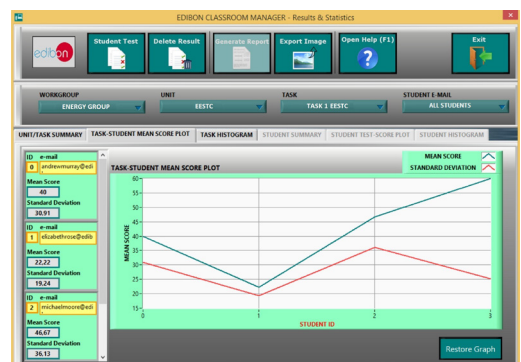 EDIBON CLASSROOM MANAGER - Results & Statistics
edibon
Student Test
Delete Result
Generate Report
Export Image
Open Help (F1)
Exit
WORKGROUP
UNIT
TASK
STUDENT E-MAIL
ENERGY GROUP
EESTC
TASK 1 EESTC
ALL STUDENTS
UNIT/TASK SUMMARY
TASK-STUDENT MEAN SCORE PLOT
TASK HISTOGRAM
STUDENT SUMMARY
STUDENT TEST-SCORE PLOT
STUDENT HISTOGRAM
ID e-mail
0 andrewmurray@edi
Mean Score
40
Standard Deviation
30,91
ID e-mail
1 elizabethrose@edib
Mean Score
22,22
Standard Deviation
19,24
ID e-mail
2 michaelmoore@edi
Mean Score
46,67
Standard Deviation
36,13
TASK-STUDENT MEAN SCORE PLOT
MEAN SCORE
STANDARD DEVIATION
MEAN SCORE
60
55
50
45
40
35
30
25
20
15
0
1
2
3
STUDENT ID
Restore Graph